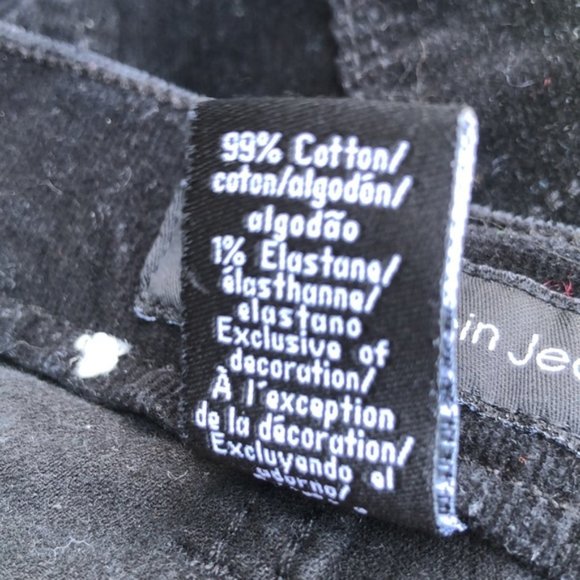 99% Cotton/
coton/algodón/
algodão
1% Elastane/
élasthanne/
elastano
Exclusive of
decoration/
À l'exception
de la décoration/
Excluyendo el
adorno/
in Jea